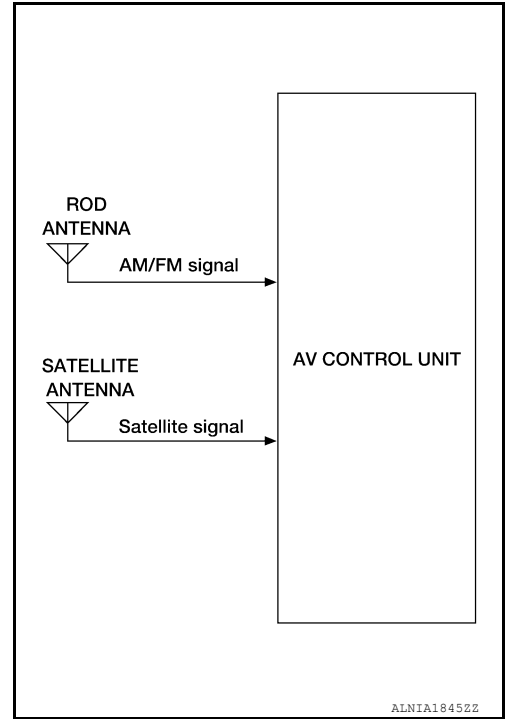 ROD
ANTENNA
AM/FM signal
AV CONTROL UNIT
SATELLITE
ANTENNA
Satellite signal
ALNIA1845ZZ